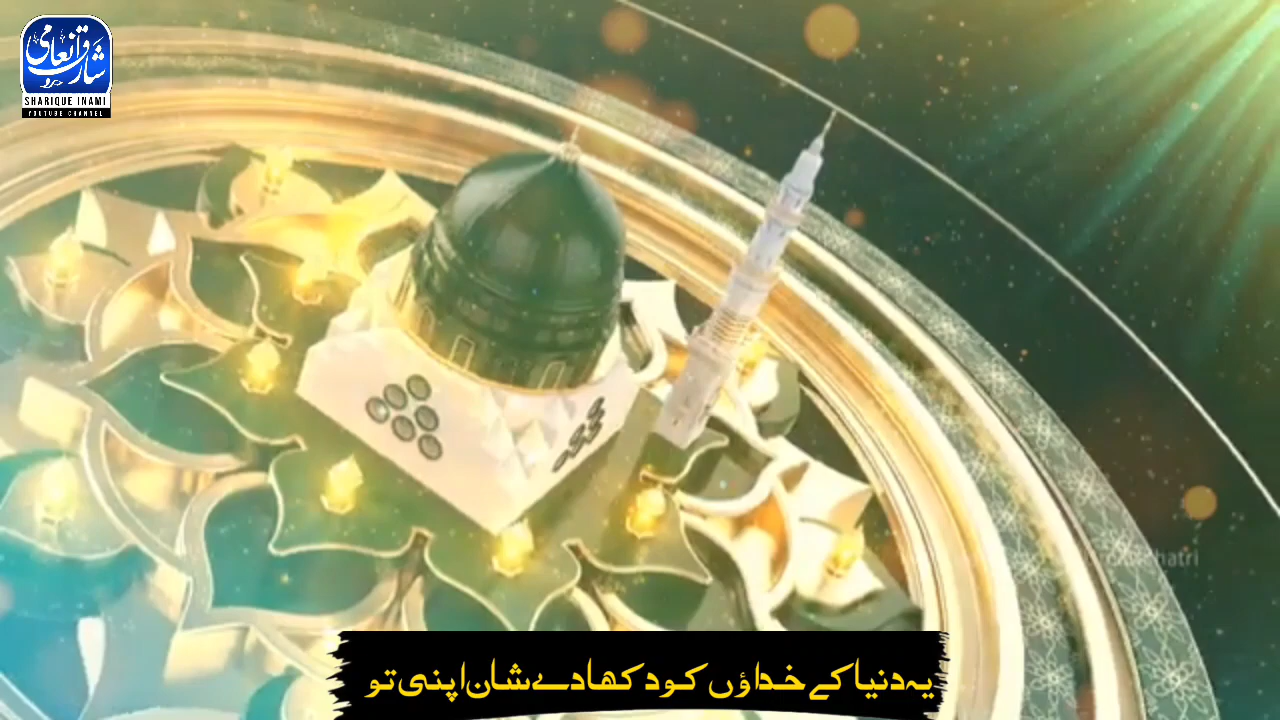 شارق انعامی
SHARIQUE INAMI
YOUTUBE CHANNEL
یہ دنیا کے خداؤں کو دکھا دے شان اپنی تو